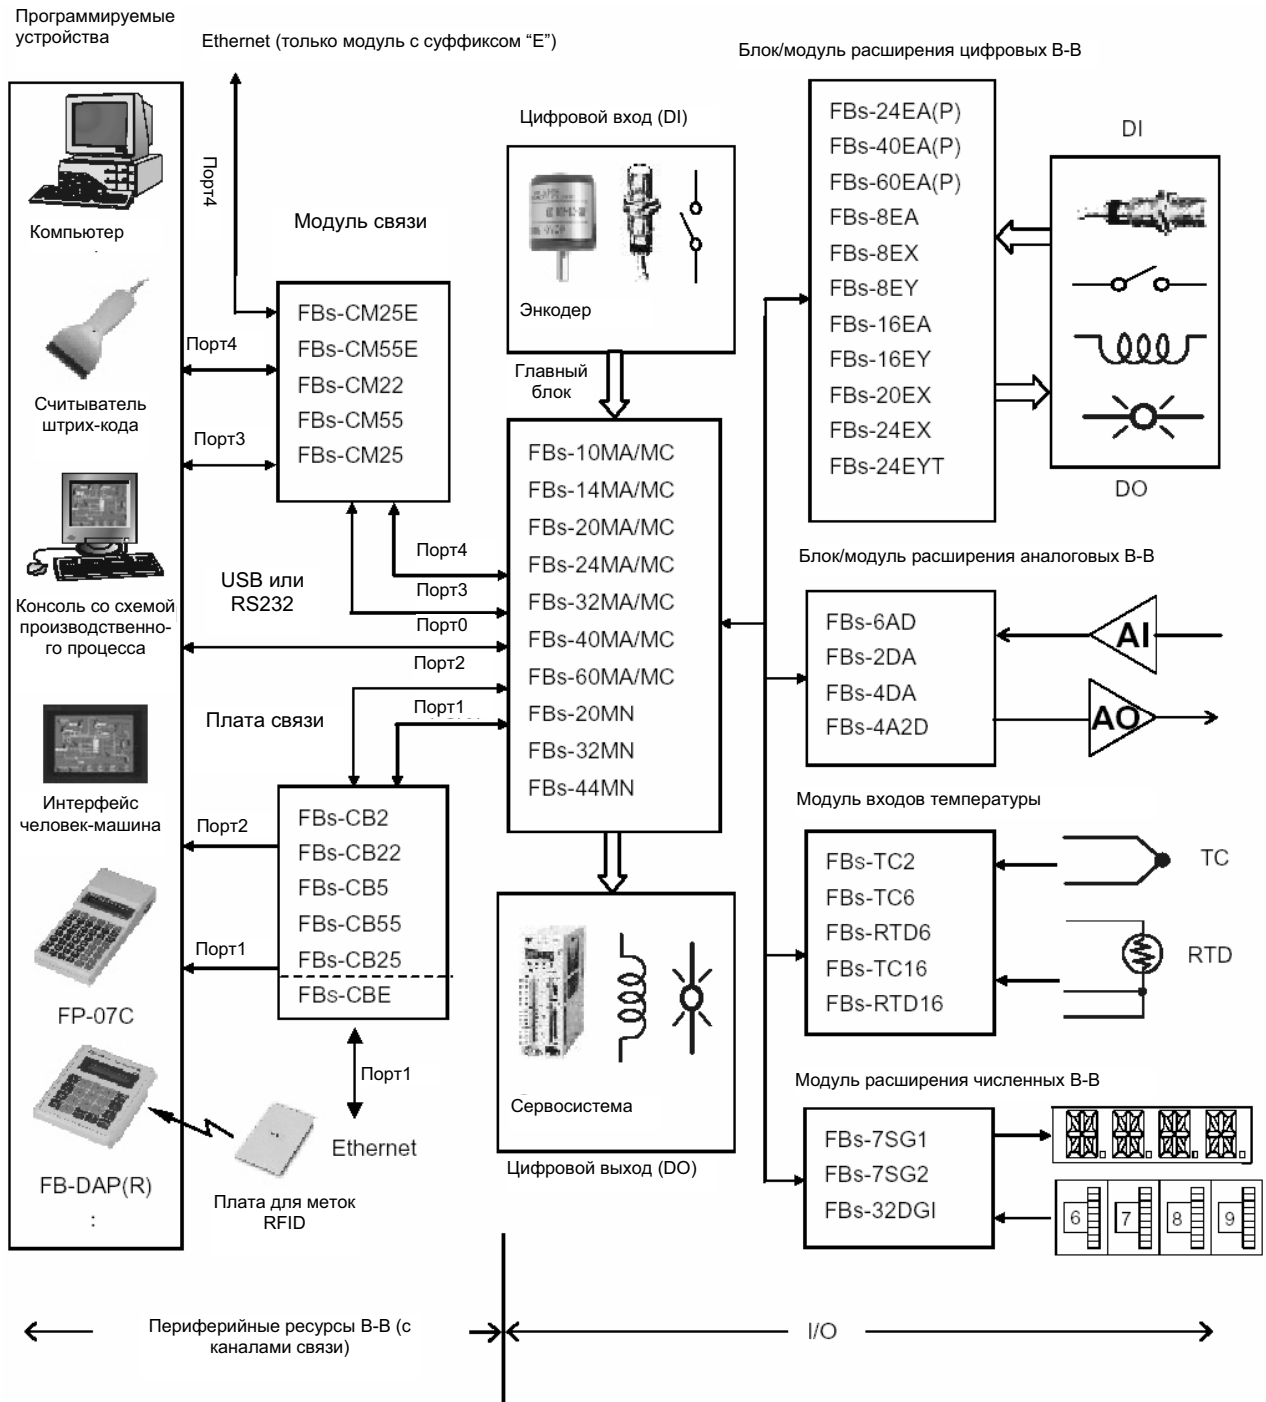 Программируемые
устройства
Ethernet (только модуль с суффиксом “E”)
Порт4
Компьютер
Считыватель
штрих-кода
Консоль со схемой
производственно-
го процесса
Интерфейс
человек-машина
FP-07C
FB-DAP(R)
:
Модуль связи
FBs-CM25E
FBs-CM55E
FBs-CM22
FBs-CM55
FBs-CM25
Порт4
Порт3
USB или
RS232
Порт4
Порт3
Порт0
Порт2
Порт1
Плата связи
FBs-CB2
FBs-CB22
FBs-CB5
FBs-CB55
FBs-CB25
FBs-CBE
Порт2
Порт1
Порт1
Ethernet
Плата для меток
RFID
Цифровой вход (DI)
Энкодер
Главный
блок
FBs-10MA/MC
FBs-14MA/MC
FBs-20MA/MC
FBs-24MA/MC
FBs-32MA/MC
FBs-40MA/MC
FBs-60MA/MC
FBs-20MN
FBs-32MN
FBs-44MN
Сервосистема
Цифровой выход (DO)
Блок/модуль расширения цифровых В-В
FBs-24EA(P)
FBs-40EA(P)
FBs-60EA(P)
FBs-8EA
FBs-8EX
FBs-8EY
FBs-16EA
FBs-16EY
FBs-20EX
FBs-24EX
FBs-24EYT
DI
DO
Блок/модуль расширения аналоговых В-В
FBs-6AD
FBs-2DA
FBs-4DA
FBs-4A2D
AI
AO
Модуль входов температуры
FBs-TC2
FBs-TC6
FBs-RTD6
FBs-TC16
FBs-RTD16
TC
RTD
Модуль расширения численных В-В
FBs-7SG1
FBs-7SG2
FBs-32DGI
6 7 8 9
Периферийные ресурсы В-В (с
каналами связи)
I/O